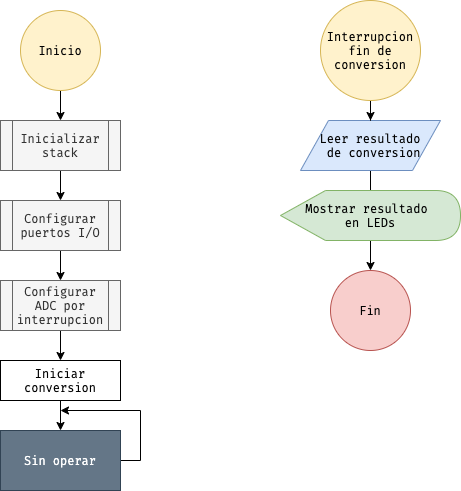 Inicio
Inicializar
stack
Configurar
puertos I/O
Configurar
ADC por
interrupcion
Iniciar
conversion
Sin operar
Interrupcion
fin de
conversion
Leer resultado
de conversion
Mostrar resultado
en LEDs
Fin